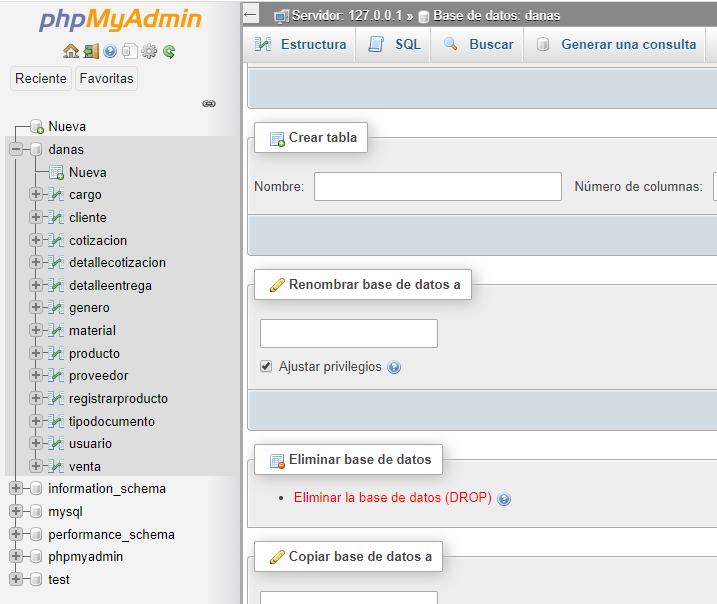 phpMyAdmin
Reciente Favoritas
Nueva
danas
Nueva
cargo
cliente
cotizacion
detallecotizacion
detalleentrega
genero
material
producto
proveedor
registrarproducto
tipodocumento
usuario
venta
information_schema
mysql
performance_schema
phpmyadmin
test
Servidor: 127.0.0.1 » Base de datos: danas
Estructura SQL Buscar Generar una consulta
Crear tabla
Nombre: Número de columnas:
Renombrar base de datos a
Ajustar privilegios
Eliminar base de datos
Eliminar la base de datos (DROP)
Copiar base de datos a